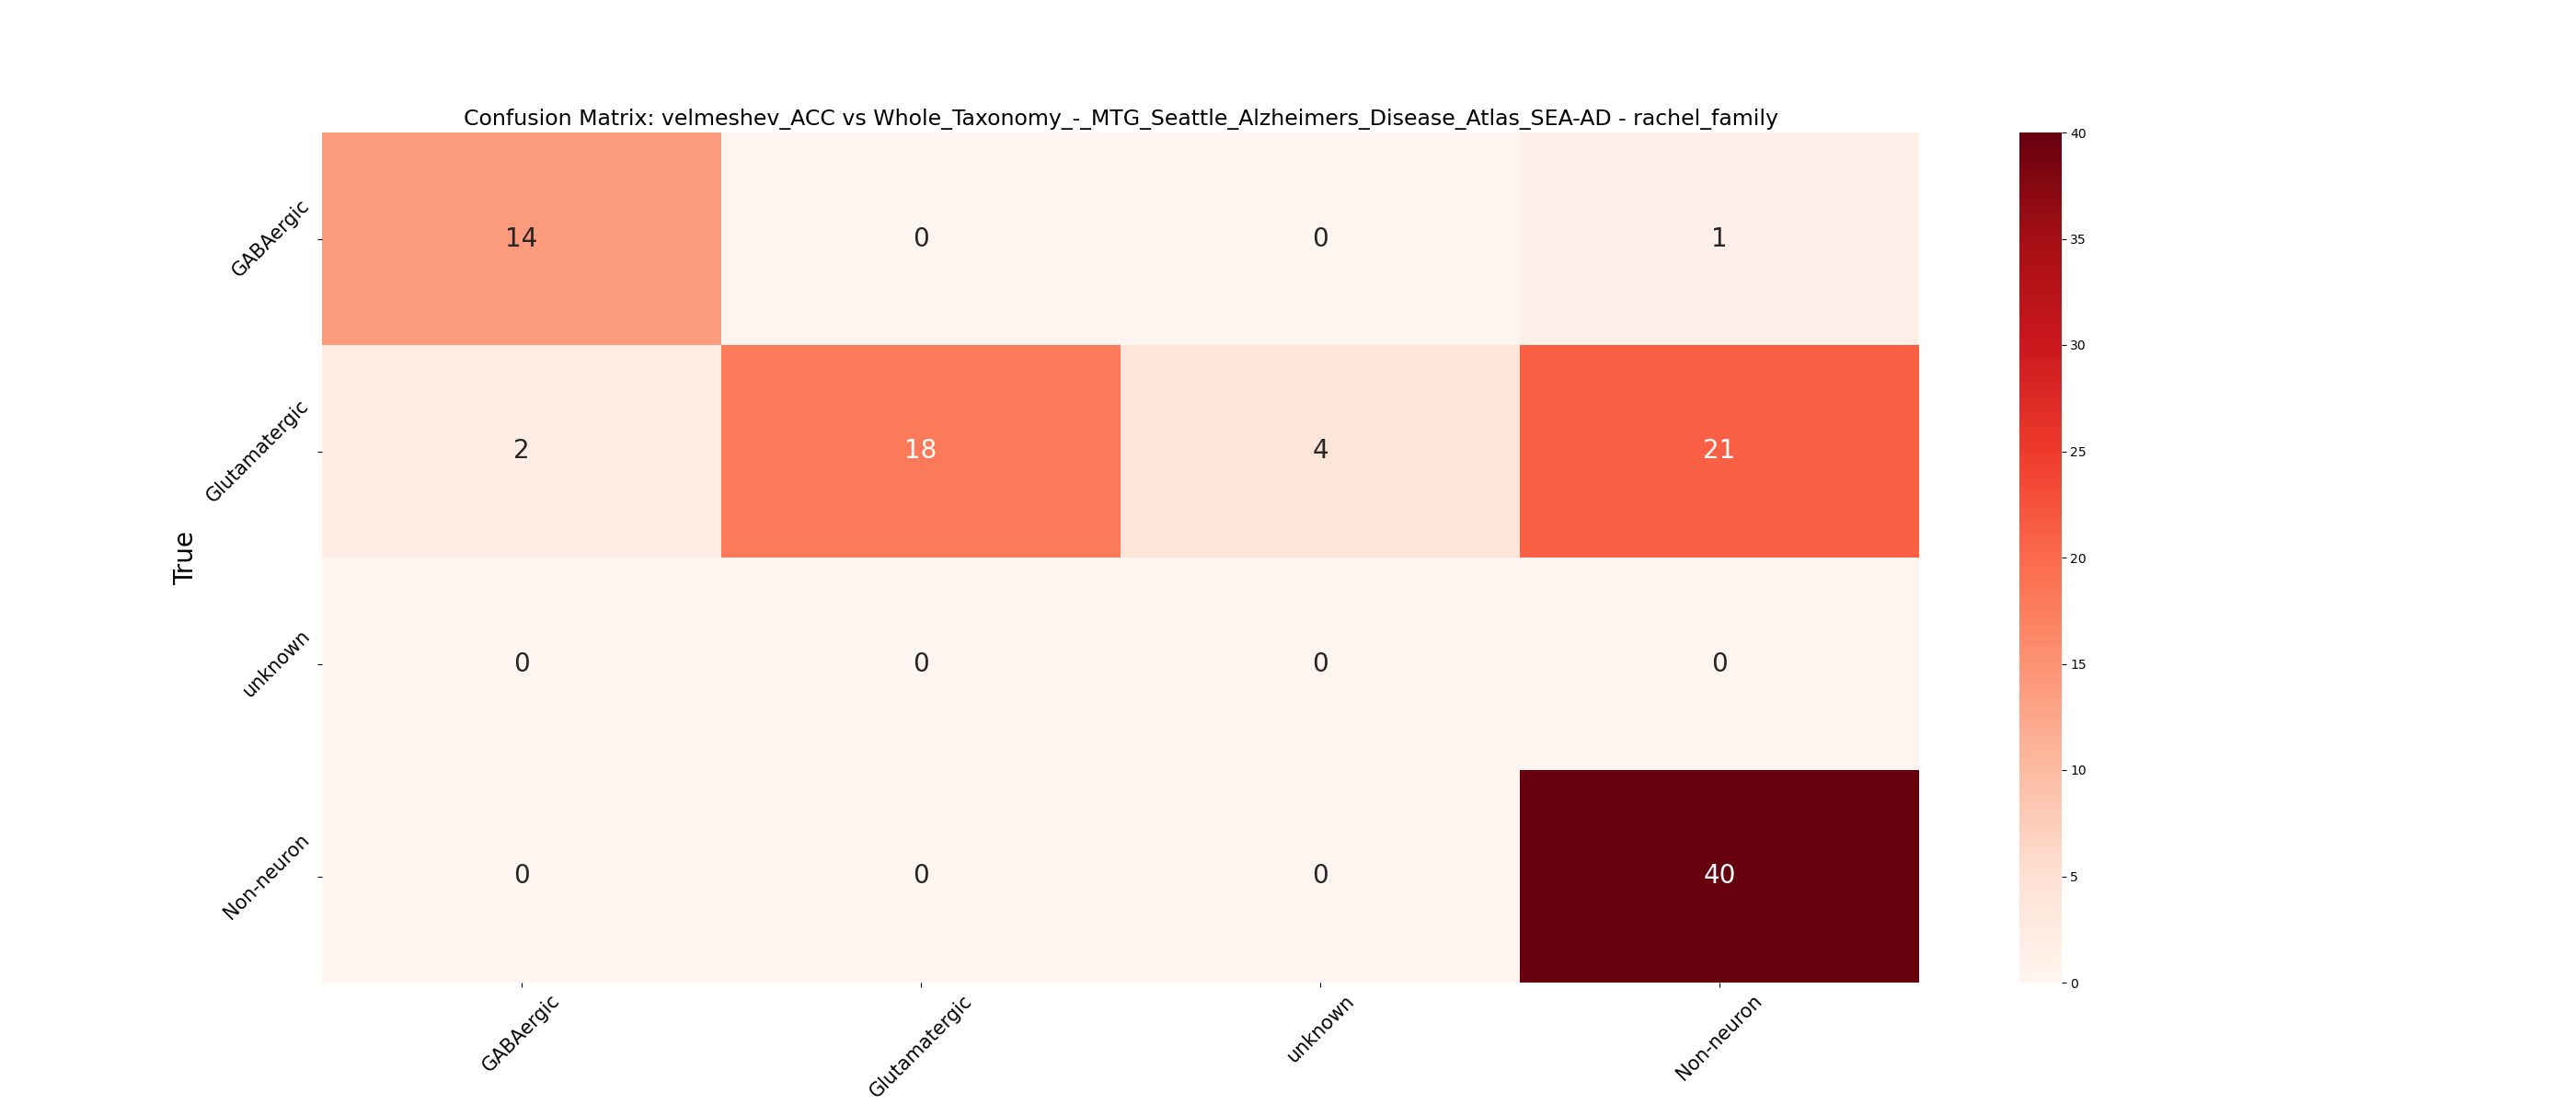 Confusion Matrix: velmeshev_ACC vs Whole_Taxonomy_-_MTG_Seattle_Alzheimers_Disease_Atlas_SEA-AD - rachel_family
True
GABAergic
14 0 0 1
Glutamatergic
2 18 4 21
unknown
0 0 0 0
Non-neuron
0 0 0 40
GABAergic Glutamatergic unknown Non-neuron
40
35
30
25
20
15
10
5
0